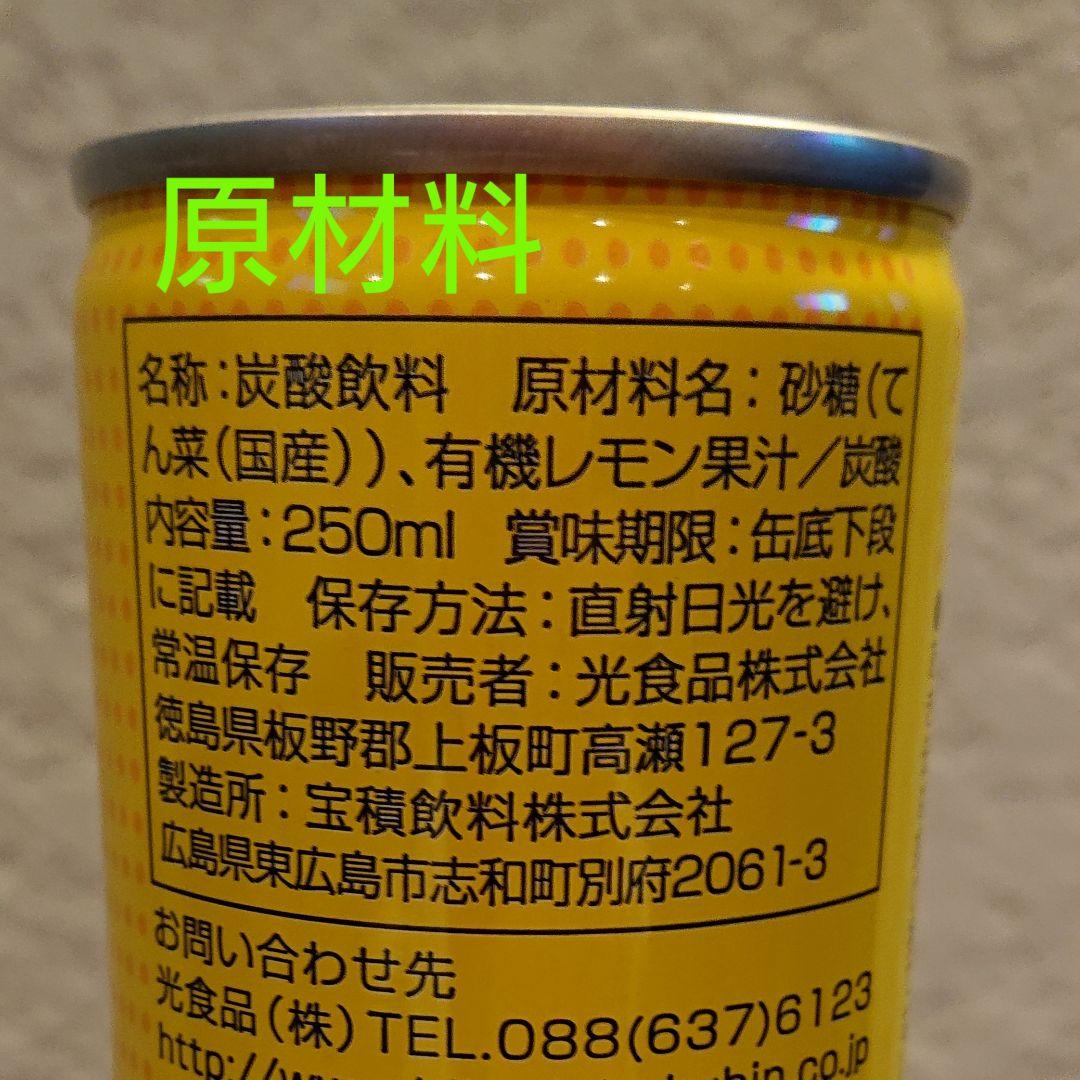 原材料
名称：炭酸飲料　原材料名：砂糖（て
ん菜（国産））、有機レモン果汁／炭酸
内容量：250ml　賞味期限：缶底下段
に記載　保存方法：直射日光を避け、
常温保存　販売者：光食品株式会社
徳島県板野郡上板町高瀬127-3
製造所：宝積飲料株式会社
広島県東広島市志和町別府2061-3
お問い合わせ先
光食品（株）TEL.088(637)6123